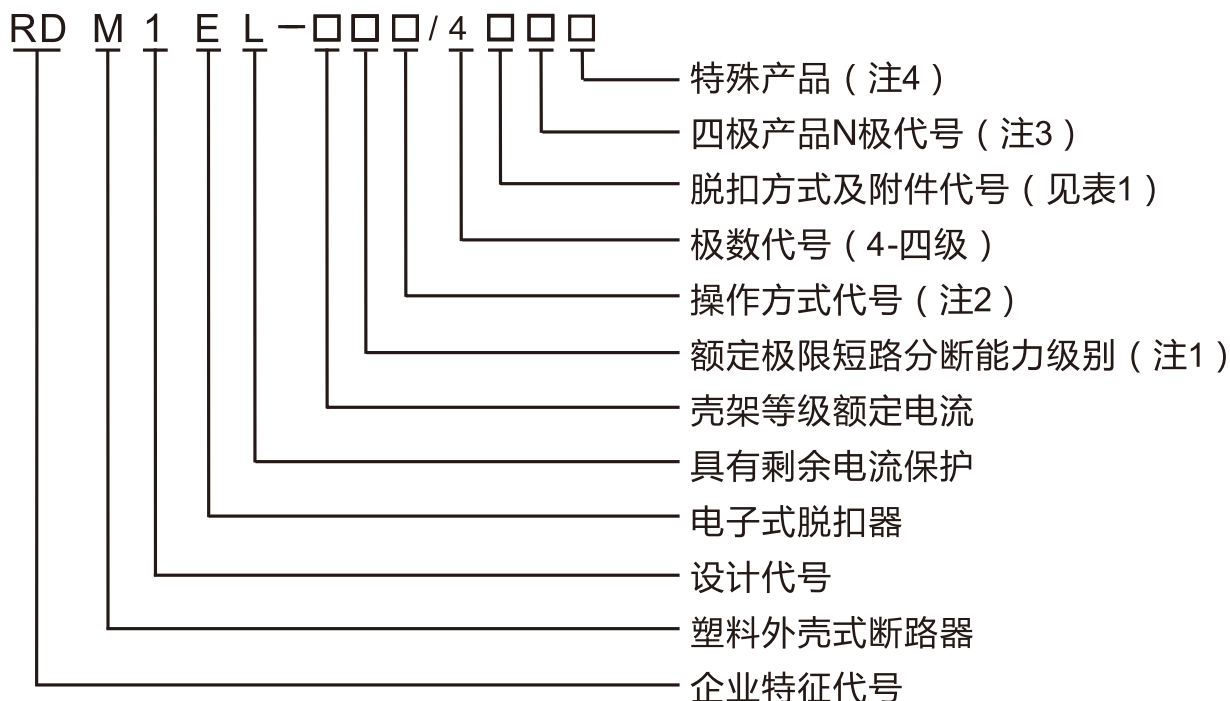 RD M 1 E L-□□□/4□□□
特殊产品（注4）
四极产品N极代号（注3）
脱扣方式及附件代号（见表1）
极数代号（4-四级）
操作方式代号（注2）
额定极限短路分断能力级别（注1）
壳架等级额定电流
具有剩余电流保护
电子式脱扣器
设计代号
塑料外壳式断路器
企业特征代号